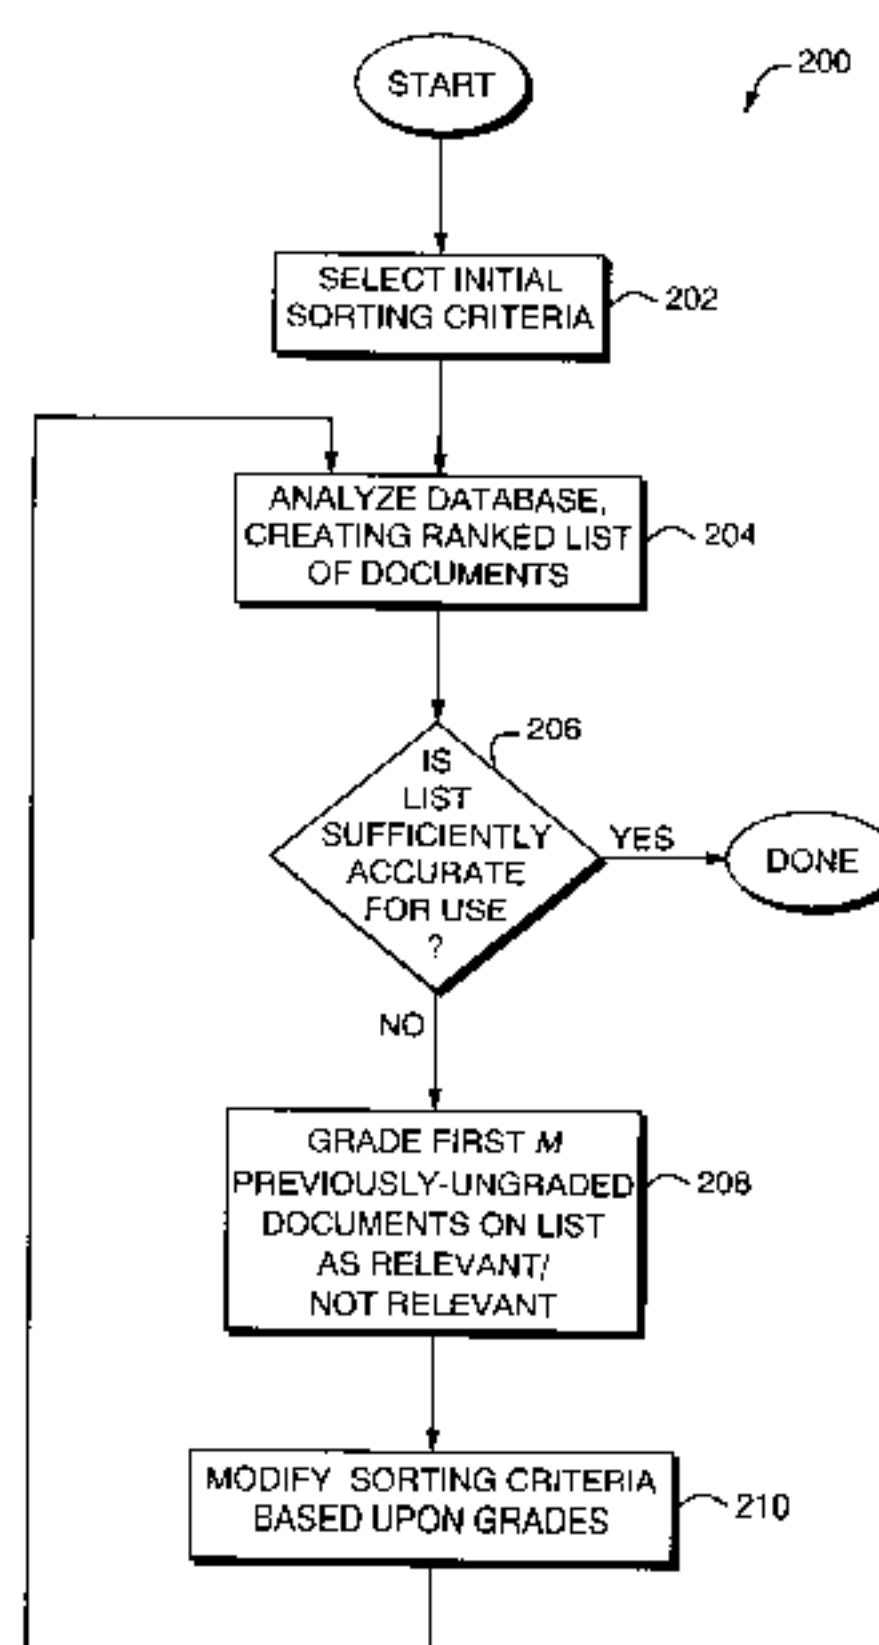 START
200
SELECT INITIAL
SORTING CRITERIA
202
ANALYZE DATABASE,
CREATING RANKED LIST
OF DOCUMENTS
204
206
IS
LIST
SUFFICIENTLY
ACCURATE
FOR USE
?
YES
DONE
NO
GRADE FIRST M
PREVIOUSLY-UNGRADED
DOCUMENTS ON LIST
AS RELEVANT/
NOT RELEVANT
208
MODIFY SORTING CRITERIA
BASED UPON GRADES
210